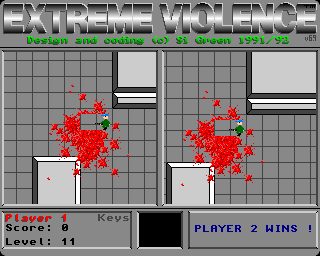 EXTREME VIOLENCE
Design and coding (c) Si Green 1991/92
v69
Player 1 Keys
Score: 0
Level: 11
PLAYER 2 WINS !